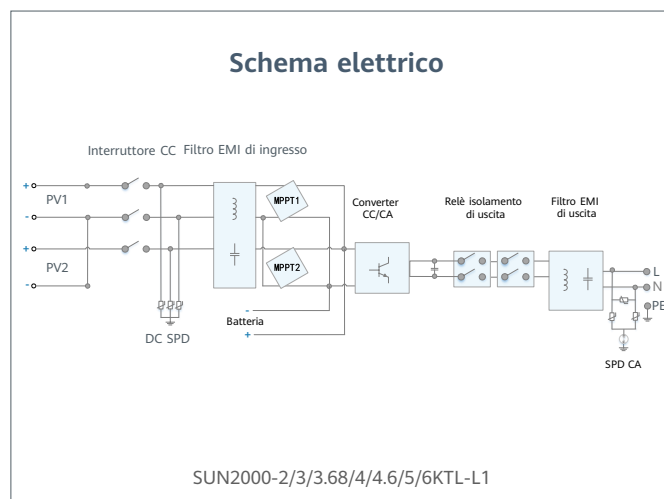 Schema elettrico
Interruttore CC Filtro EMI di ingresso
+
PV1
-
+
PV2
-
MPPT1
MPPT2
Converter
CC/CA
Relè isolamento
di uscita
Filtro EMI
di uscita
L
N
PE
DC SPD
-
Batteria
+
SPD CA
SUN2000-2/3/3.68/4/4.6/5/6KTL-L1